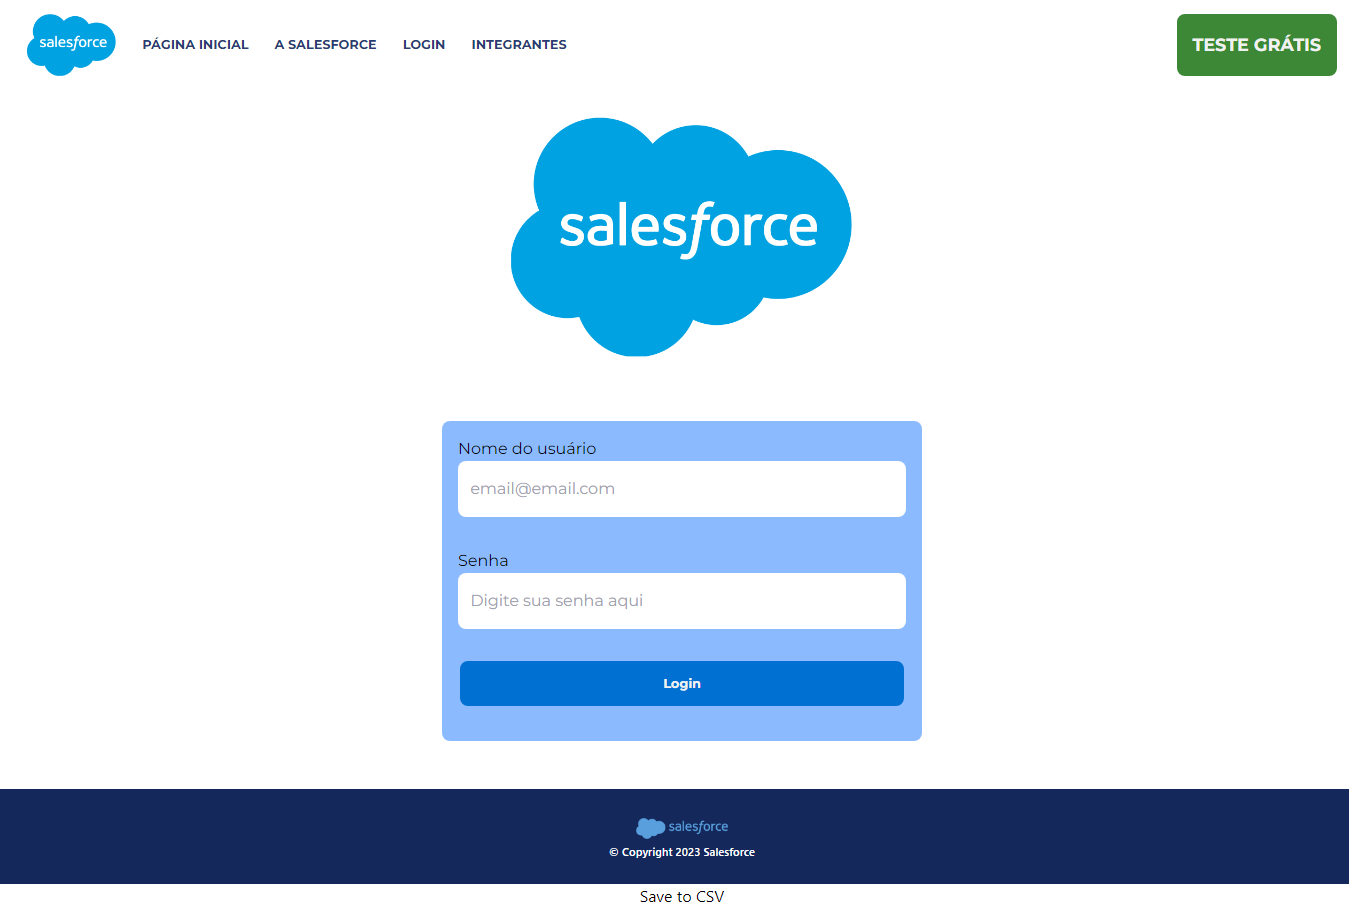 salesforce
PÁGINA INICIAL
A SALESFORCE
LOGIN
INTEGRANTES
TESTE GRÁTIS
salesforce
Nome do usuário
email@email.com
Senha
Digite sua senha aqui
Login
salesforce
© Copyright 2023 Salesforce
Save to CSV